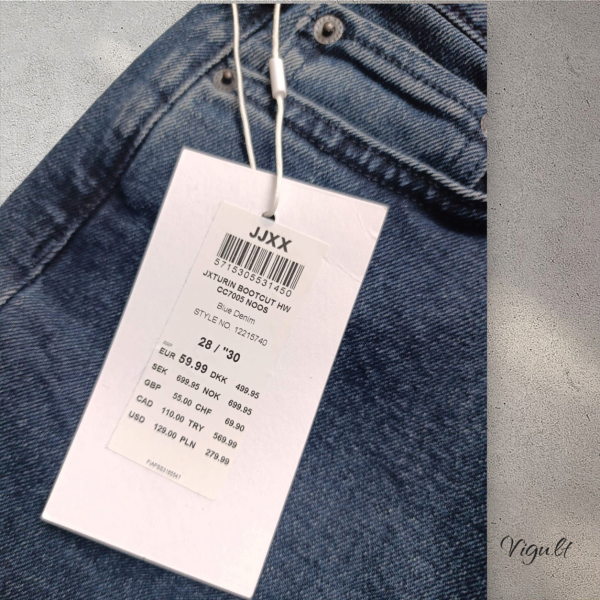 JJXX
5715305531450
JXTURIN BOOTCUT HW
CC7005 NOOS
Blue Denim
STYLE NO. 12215740
28 / "30
EUR 59.99 DKK 499.95
SEK 699.95 NOK 699.95
GBP 55.00 CHF 69.90
CAD 110.00 TRY 569.99
USD 129.00 PLN 279.99
Vigult